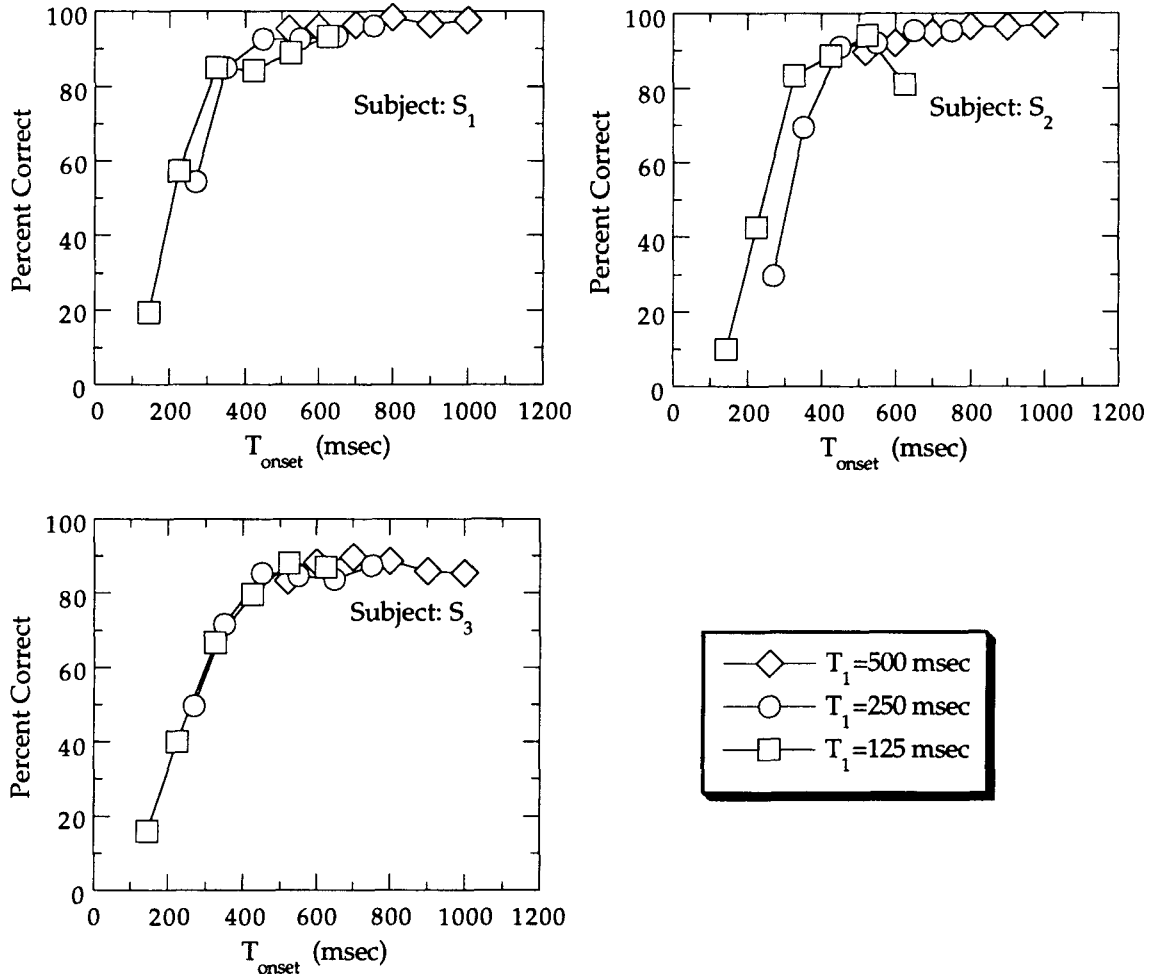 100
80
60
40
20
0
Percent Correct
Subject: S₁
0 200 400 600 800 1000 1200
T_onset (msec)
100
80
60
40
20
0
Percent Correct
Subject: S₂
0 200 400 600 800 1000 1200
T_onset (msec)
100
80
60
40
20
0
Percent Correct
Subject: S₃
0 200 400 600 800 1000 1200
T_onset (msec)
T₁=500 msec
T₁=250 msec
T₁=125 msec